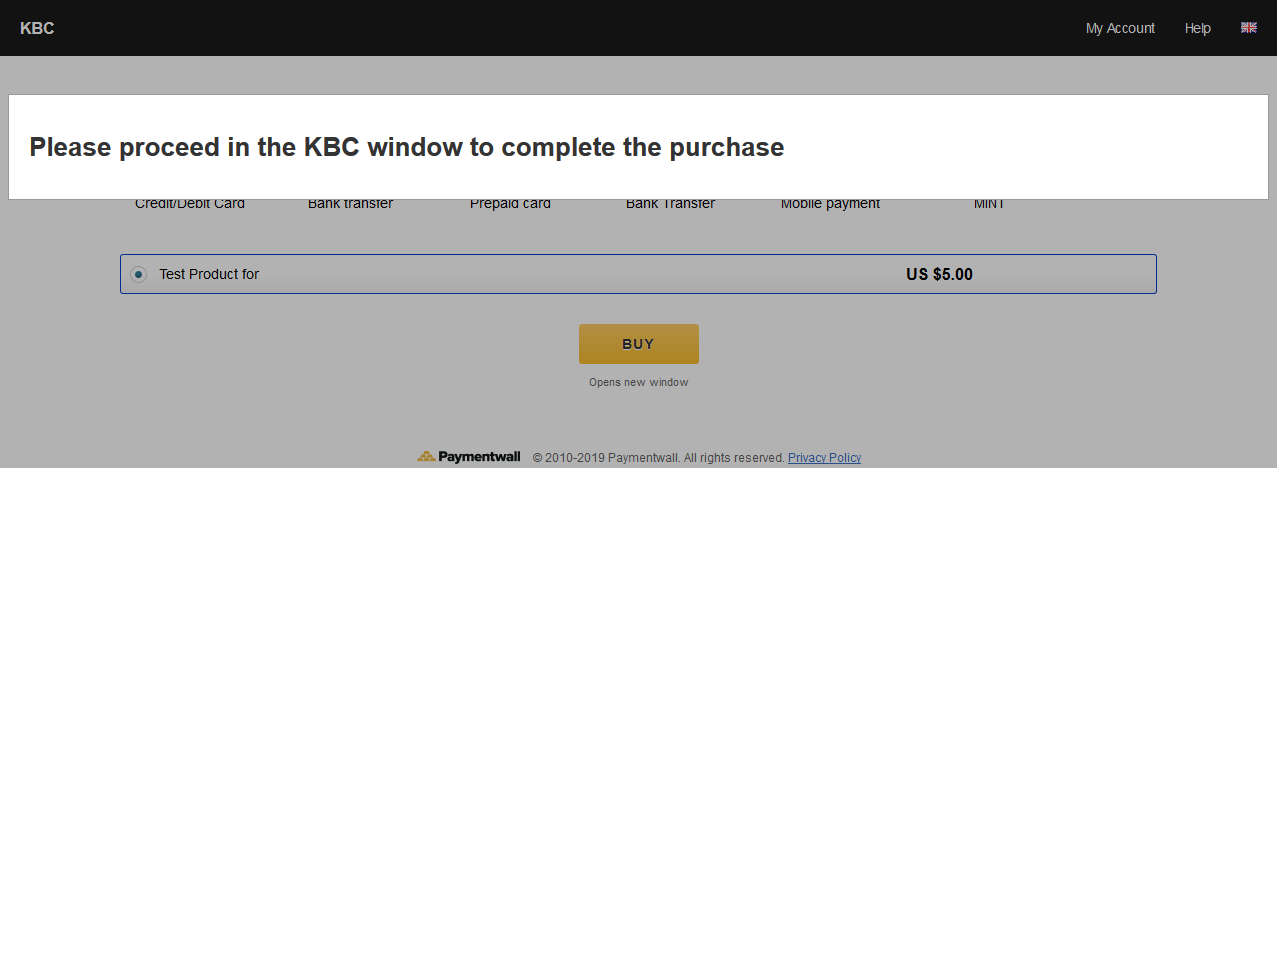 KBC My Account Help
Please proceed in the KBC window to complete the purchase
Credit/Debit Card Bank transfer Prepaid card Bank Transfer Mobile payment MINT
Test Product for US $5.00
BUY
Opens new window
Paymentwall © 2010-2019 Paymentwall. All rights reserved. Privacy Policy